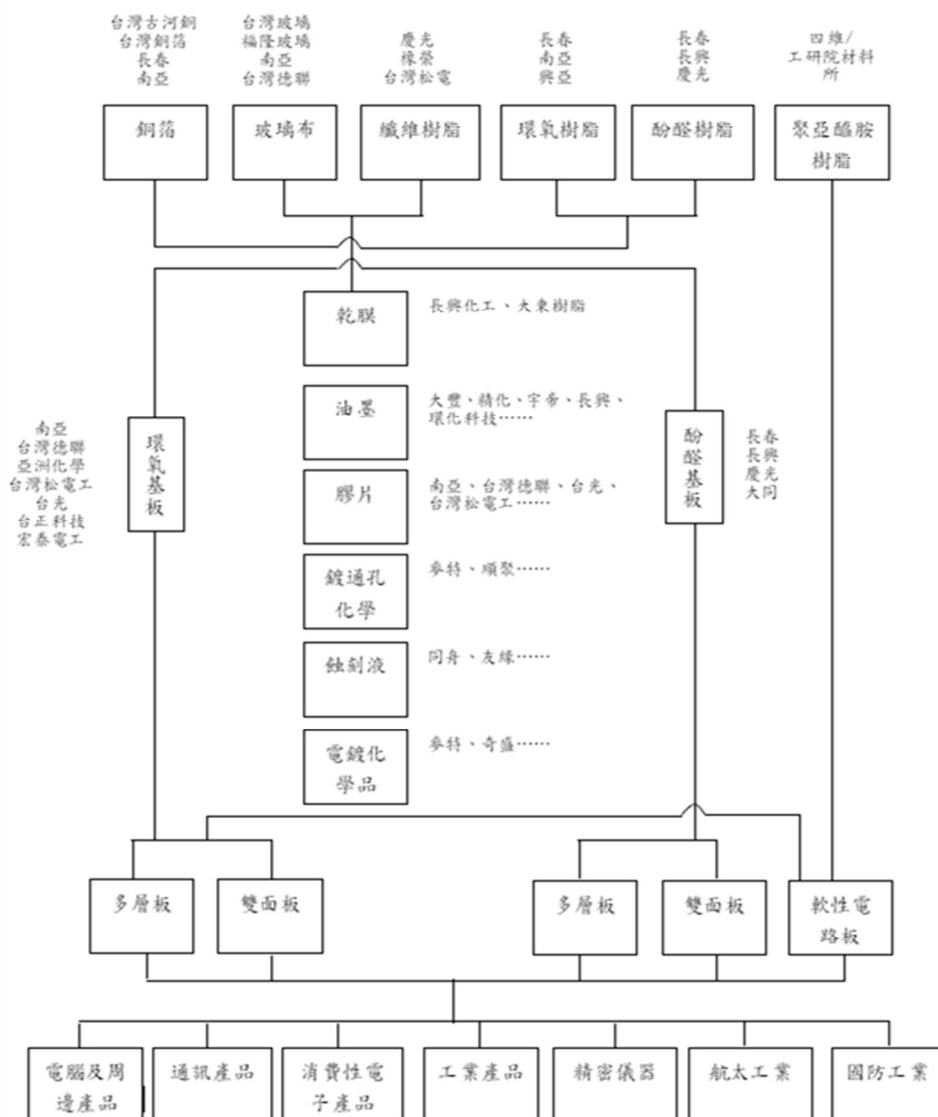 台灣古河銅
台灣銅箔
長春
南亞
台灣玻璃
福隆玻璃
南亞
台灣德聯
慶光
橡榮
台灣松電
長春
南亞
興亞
長春
長興
慶光
四維/
工研院材料
所
銅箔
玻璃布
纖維樹脂
環氧樹脂
酚醛樹脂
聚亞醯胺
樹脂
乾膜
長興化工、大東樹脂
油墨
大豐、精化、宇帝、長興、
環化科技……
膠片
南亞、台灣德聯、台光、
台灣松電工……
鍍通孔
化學
麥特、順聚……
蝕刻液
同舟、友緣……
電鍍化
學品
麥特、奇盛……
南亞
台灣德聯
亞洲化學
台灣松電工
台光
台正科技
宏泰電工
環氧基板
酚醛基板
長春
長興
慶光
大同
多層板
雙面板
多層板
雙面板
軟性電
路板
電腦及周
邊產品
通訊產品
消費性電
子產品
工業產品
精密儀器
航太工業
國防工業